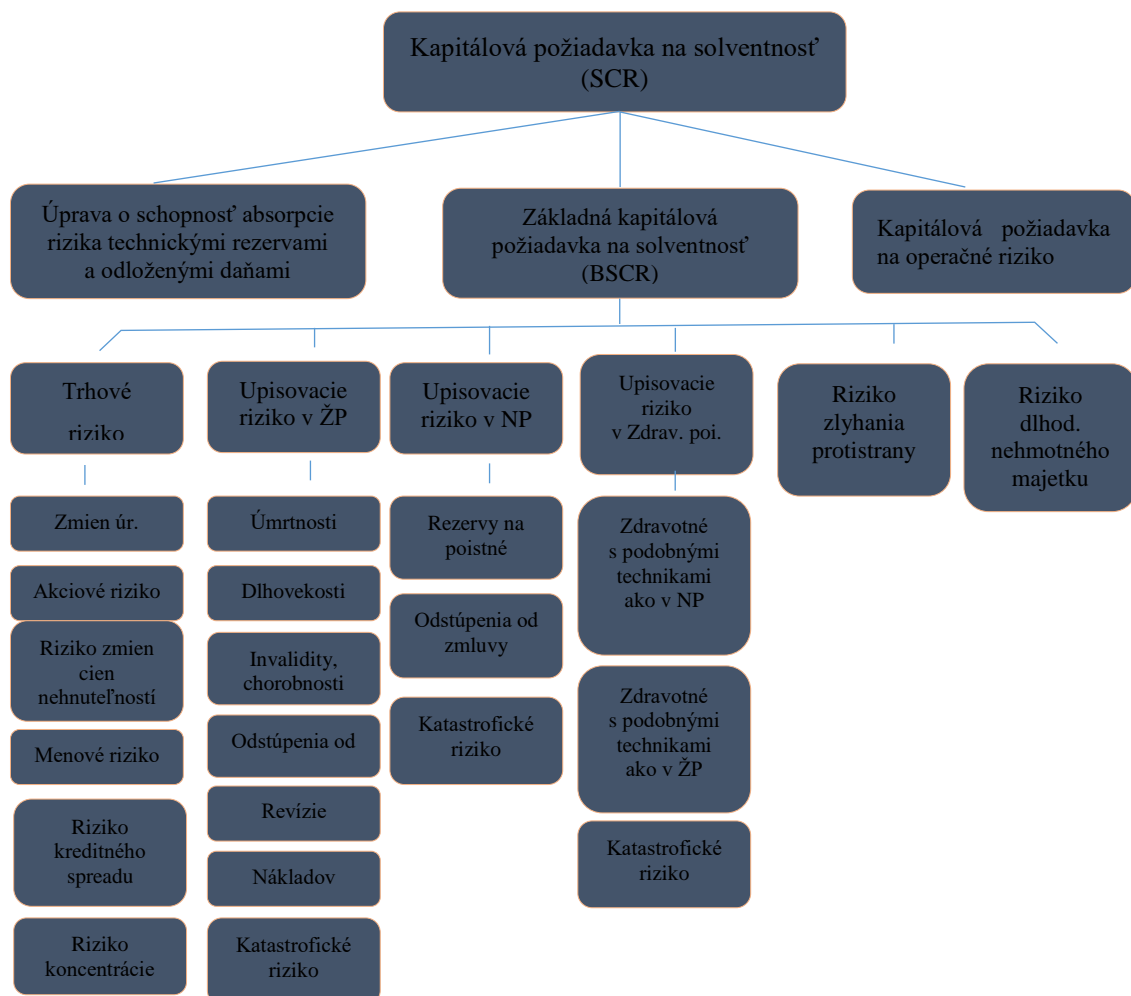 Kapitálová požiadavka na solventnosť
(SCR)
Úprava o schopnosť absorpcie
rizika technickými rezervami
a odloženými daňami
Základná kapitálová
požiadavka na solventnosť
(BSCR)
Kapitálová požiadavka
na operačné riziko
Trhové
riziko
Upisovacie
riziko v ŽP
Upisovacie
riziko v NP
Upisovacie
riziko
v Zdrav. poi.
Riziko
zlyhania
protistrany
Riziko
dlhod.
nehmotného
majetku
Zmien úr.
Akciové riziko
Riziko zmien
cien
nehnuteľností
Menové riziko
Riziko
kreditného
spreadu
Riziko
koncentrácie
Úmrtnosti
Dlhovekosti
Invalidity,
chorobnosti
Odstúpenia od
Revízie
Nákladov
Katastrofické
riziko
Rezervy na
poistné
Odstúpenia od
zmluvy
Katastrofické
riziko
Zdravotné
s podobnými
technikami
ako v NP
Zdravotné
s podobnými
technikami
ako v ŽP
Katastrofické
riziko